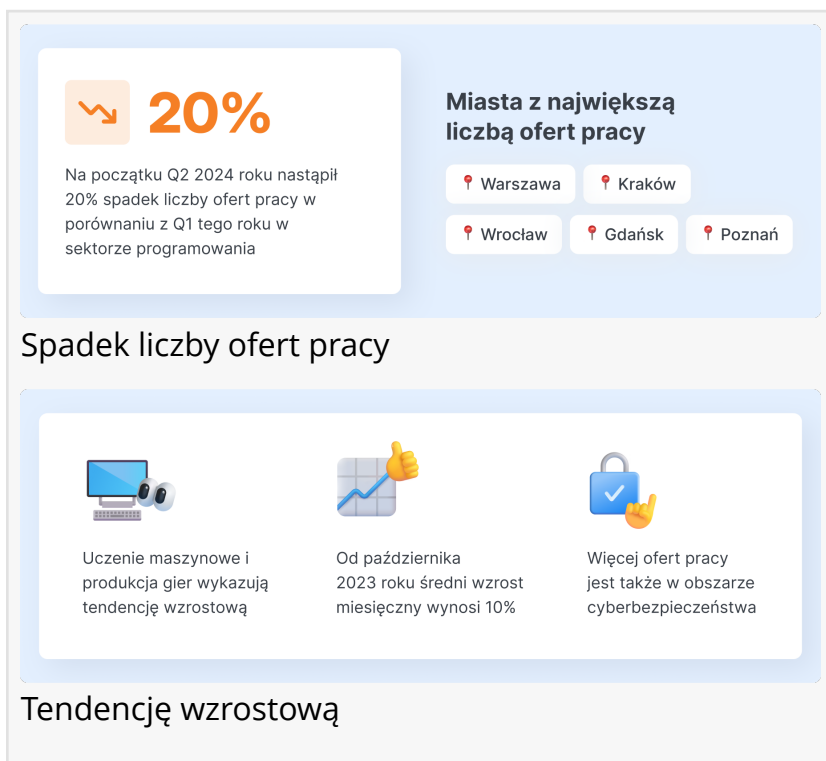 20%
Na początku Q2 2024 roku nastąpił
20% spadek liczby ofert pracy w
porównaniu z Q1 tego roku w
sektorze programowania
Miasta z największą
liczbą ofert pracy
Warszawa
Kraków
Wrocław
Gdańsk
Poznań
Spadek liczby ofert pracy
Uczenie maszynowe i
produkcja gier wykazują
tendencję wzrostową
Od października
2023 roku średni wzrost
miesięczny wynosi 10%
Więcej ofert pracy
jest także w obszarze
cyberbezpieczeństwa
Tendencję wzrostową